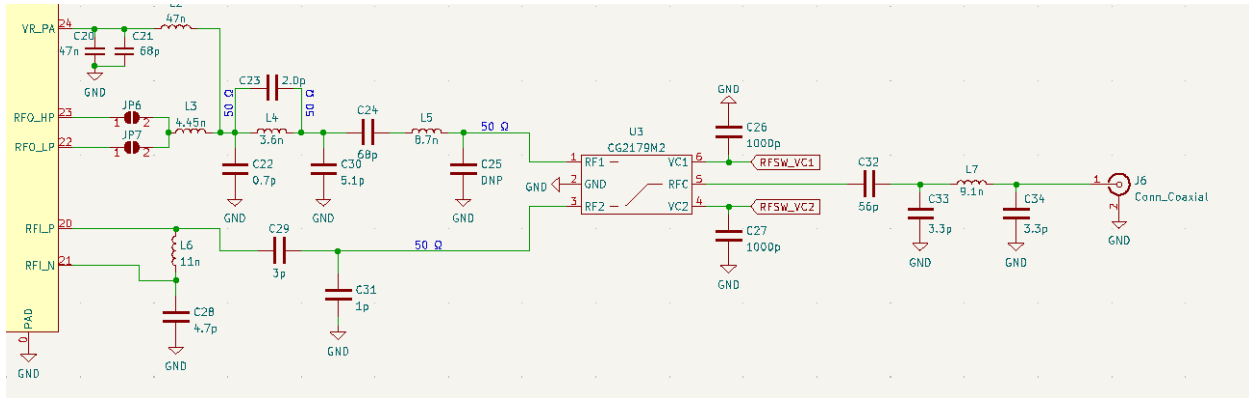 47n
VR_PA
24
C20
47n
C21
68p
GND
RFO_HP
23
JP6
1
2
L3
4.45n
RFO_LP
22
JP7
1
2
C23
2.0p
50 Ω
50 Ω
L4
3.6n
C22
0.7p
GND
C30
5.1p
GND
C24
68p
L5
8.7n
50 Ω
C25
DNP
GND
U3
CG2179M2
1
RF1
VC1
6
GND
2
GND
RFC
5
3
RF2
VC2
4
GND
C26
1000p
RFSW_VC1
RFSW_VC2
C27
1000p
GND
C32
56p
C33
3.3p
GND
L7
9.1n
C34
3.3p
GND
J6
1
Conn_Coaxial
2
GND
RFI_P
20
RFI_N
21
L6
11n
C28
4.7p
GND
C29
3p
50 Ω
C31
1p
GND
PAD
0
GND